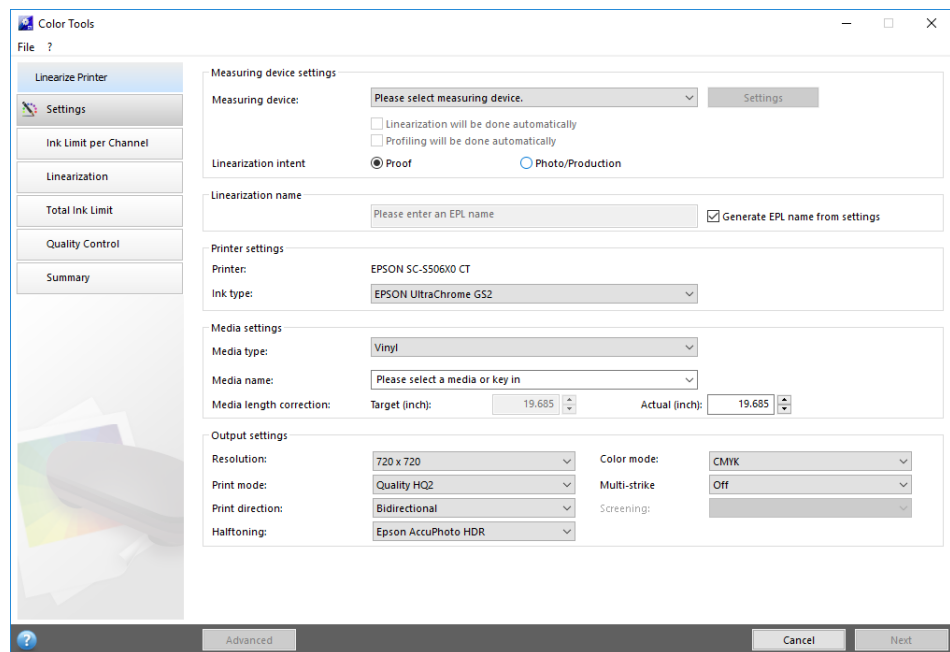 Color Tools
File ?
Linearize Printer
Settings
Ink Limit per Channel
Linearization
Total Ink Limit
Quality Control
Summary
Measuring device settings
Measuring device: Please select measuring device. Settings
Linearization will be done automatically
Profiling will be done automatically
Linearization intent Proof Photo/Production
Linearization name
Please enter an EPL name Generate EPL name from settings
Printer settings
Printer: EPSON SC-S506X0 CT
Ink type: EPSON UltraChrome GS2
Media settings
Media type: Vinyl
Media name: Please select a media or key in
Media length correction: Target (inch): 19.685 Actual (inch): 19.685
Output settings
Resolution: 720 x 720 Color mode: CMYK
Print mode: Quality HQ2 Multi-strike Off
Print direction: Bidirectional Screening:
Halftoning: Epson AccuPhoto HDR
? Advanced Cancel Next